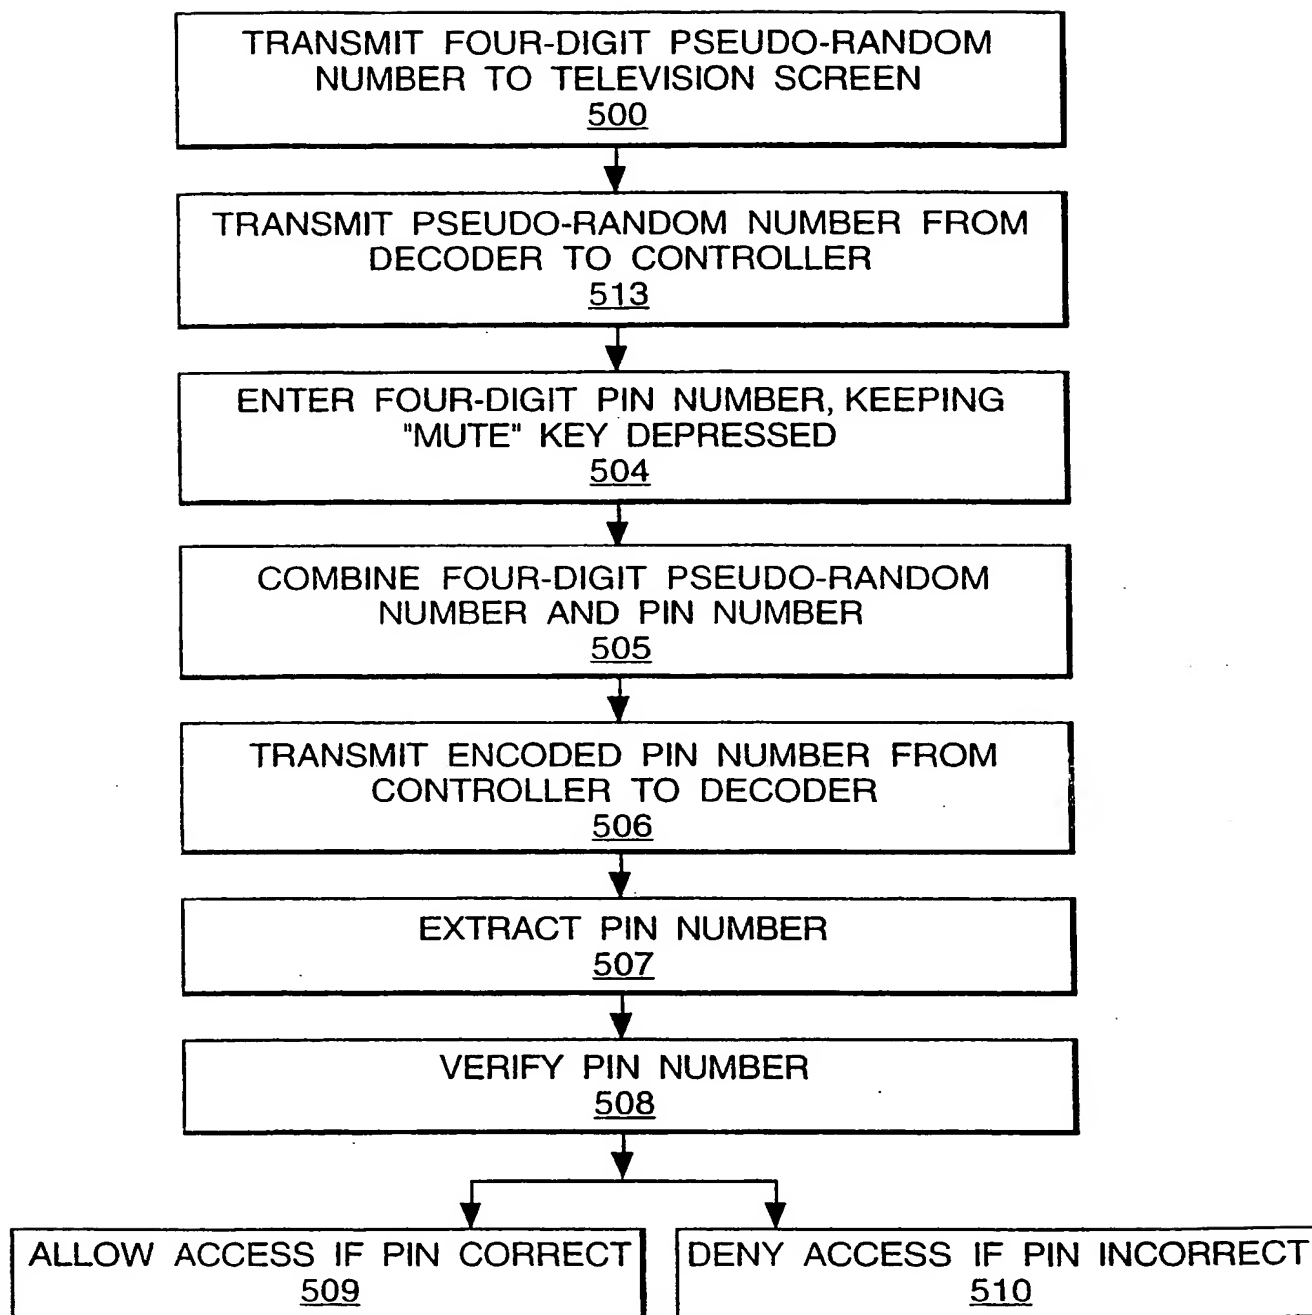 TRANSMIT FOUR-DIGIT PSEUDO-RANDOM
NUMBER TO TELEVISION SCREEN
500
TRANSMIT PSEUDO-RANDOM NUMBER FROM
DECODER TO CONTROLLER
513
ENTER FOUR-DIGIT PIN NUMBER, KEEPING
"MUTE" KEY DEPRESSED
504
COMBINE FOUR-DIGIT PSEUDO-RANDOM
NUMBER AND PIN NUMBER
505
TRANSMIT ENCODED PIN NUMBER FROM
CONTROLLER TO DECODER
506
EXTRACT PIN NUMBER
507
VERIFY PIN NUMBER
508
ALLOW ACCESS IF PIN CORRECT
509
DENY ACCESS IF PIN INCORRECT
510